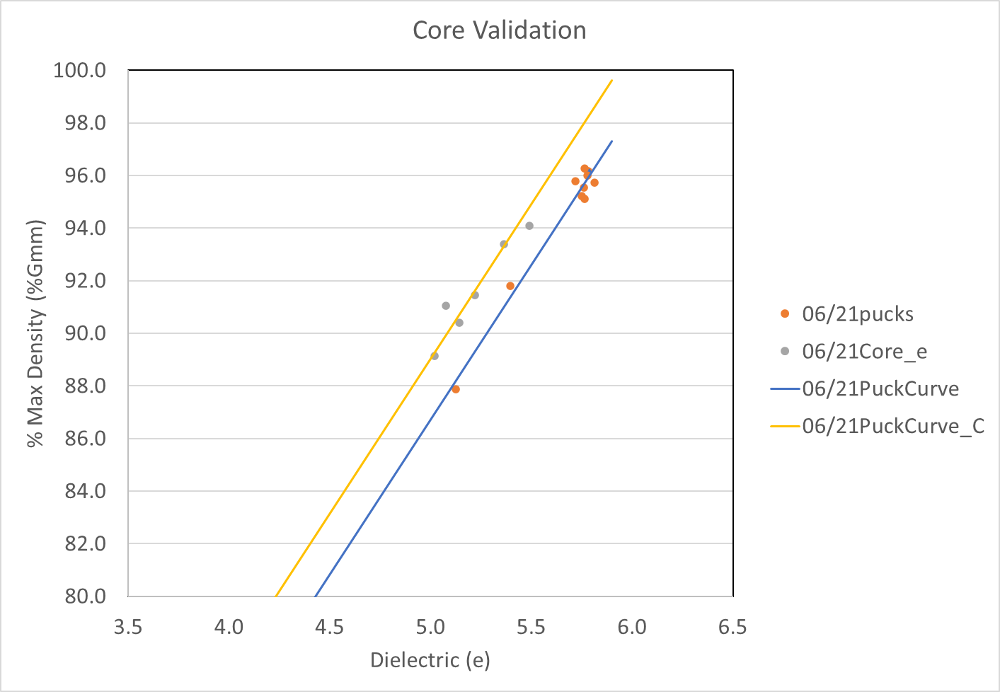 Core Validation
100.0
98.0
96.0
94.0
92.0
90.0
88.0
86.0
84.0
82.0
80.0
% Max Density (%Gmm)
3.5 4.0 4.5 5.0 5.5 6.0 6.5
Dielectric (e)
06/21pucks
06/21Core_e
06/21PuckCurve
06/21PuckCurve_C